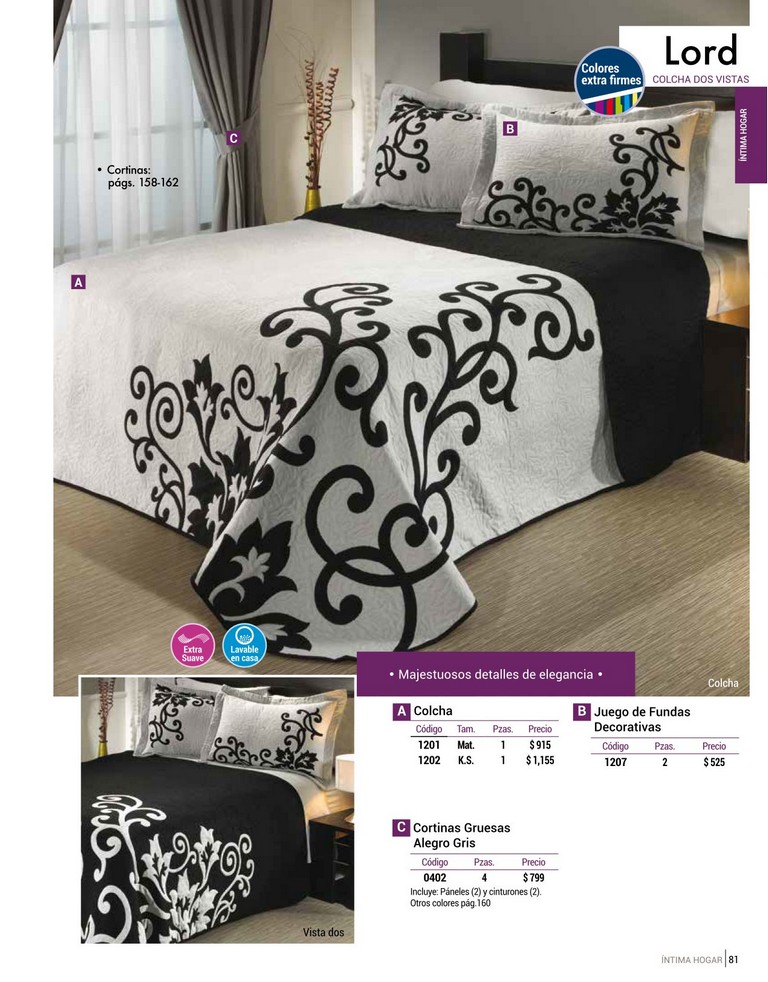 Lord
COLCHA DOS VISTAS
Colores
extra firmes
ÍNTIMA HOGAR
B
C
• Cortinas:
págs. 158-162
A
Extra
Suave
Lavable
en casa
• Majestuosos detalles de elegancia •
Colcha
A Colcha
Código Tam. Pzas. Precio
1201 Mat. 1 $ 915
1202 K.S. 1 $ 1,155
B Juego de Fundas
Decorativas
Código Pzas. Precio
1207 2 $ 525
C Cortinas Gruesas
Alegro Gris
Código Pzas. Precio
0402 4 $ 799
Incluye: Páneles (2) y cinturones (2).
Otros colores pág.160
Vista dos
ÍNTIMA HOGAR 81